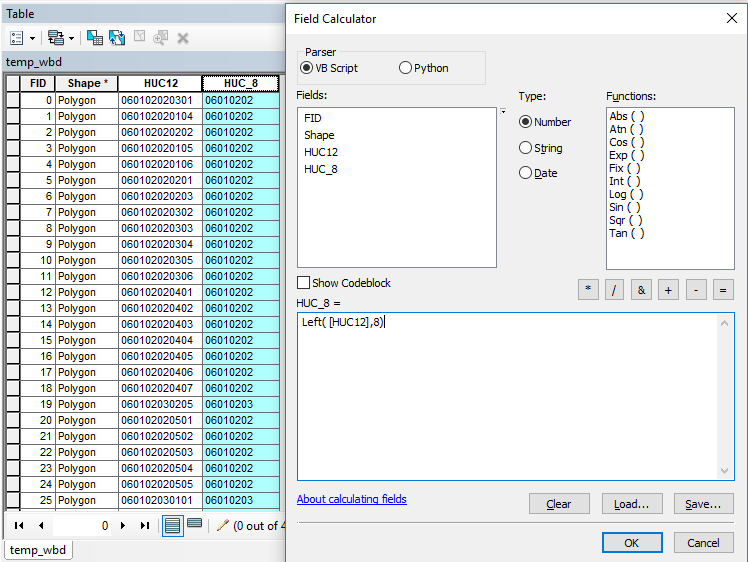 Table
temp_wbd
FID Shape * HUC12 HUC_8
0 Polygon 060102020301 06010202
1 Polygon 060102020104 06010202
2 Polygon 060102020202 06010202
3 Polygon 060102020105 06010202
4 Polygon 060102020106 06010202
5 Polygon 060102020201 06010202
6 Polygon 060102020203 06010202
7 Polygon 060102020302 06010202
8 Polygon 060102020303 06010202
9 Polygon 060102020304 06010202
10 Polygon 060102020305 06010202
11 Polygon 060102020306 06010202
12 Polygon 060102020401 06010202
13 Polygon 060102020402 06010202
14 Polygon 060102020403 06010202
15 Polygon 060102020404 06010202
16 Polygon 060102020405 06010202
17 Polygon 060102020406 06010202
18 Polygon 060102020407 06010202
19 Polygon 060102030205 06010203
20 Polygon 060102020501 06010202
21 Polygon 060102020502 06010202
22 Polygon 060102020503 06010202
23 Polygon 060102020504 06010202
24 Polygon 060102020505 06010202
25 Polygon 060102030101 06010203
0 (0 out of 4
temp_wbd
Field Calculator
Parser
VB Script Python
Fields: Type: Functions:
FID
Shape
HUC12
HUC_8
Number
String
Date
Abs ( )
Atn ( )
Cos ( )
Exp ( )
Fix ( )
Int ( )
Log ( )
Sin ( )
Sqr ( )
Tan ( )
Show Codeblock
* / & + - =
HUC_8 =
Left( [HUC12],8)
About calculating fields
Clear Load... Save...
OK Cancel